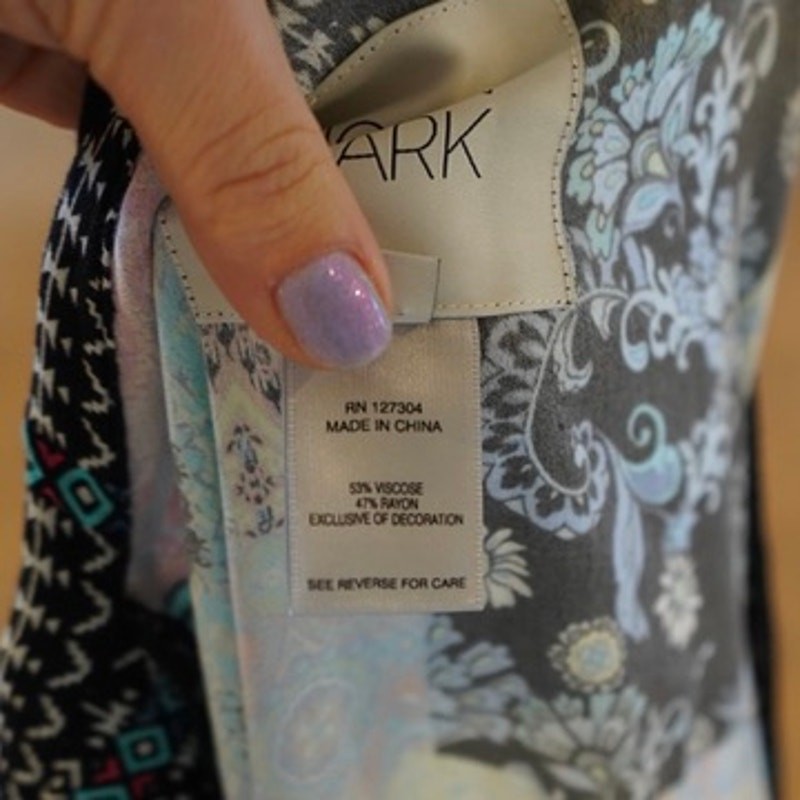 ARK
RN 127304
MADE IN CHINA
53% VISCOSE
47% RAYON
EXCLUSIVE OF DECORATION
SEE REVERSE FOR CARE